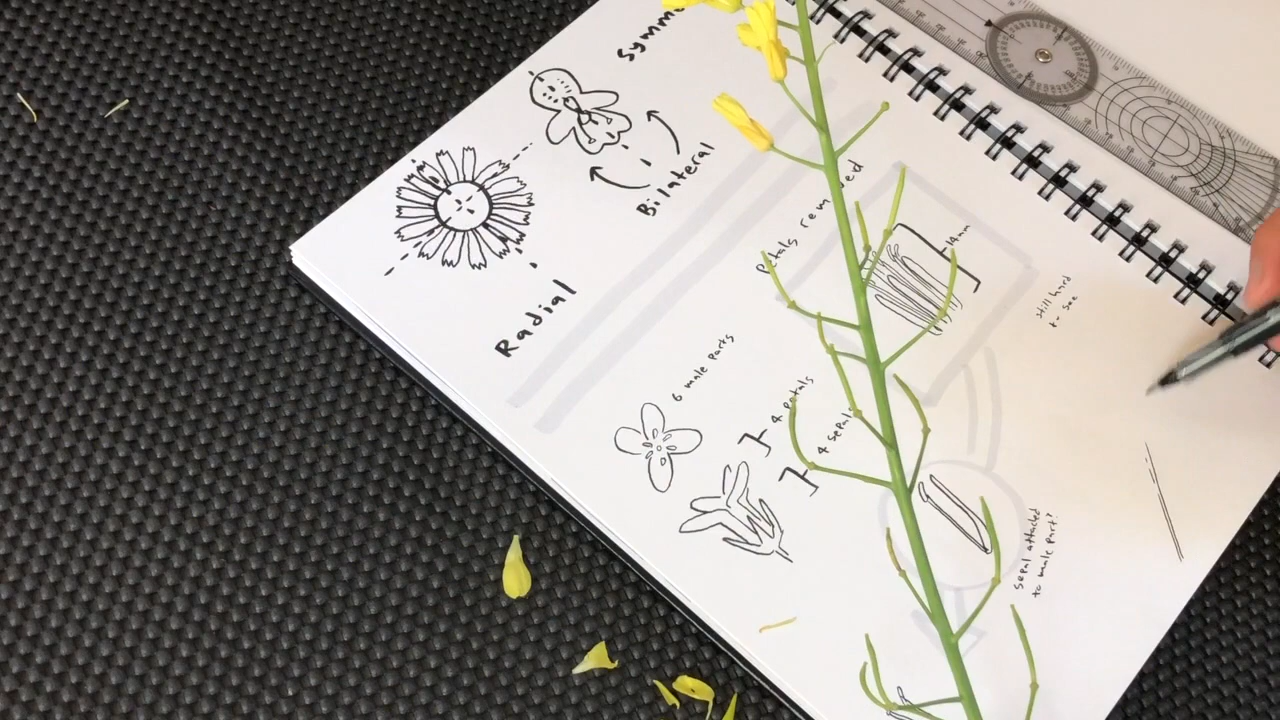 Bilateral
Radial
Petals removed
14mm
still hard
to see
6 male parts
4 petals
4 sepals
sepal attached
to male part?